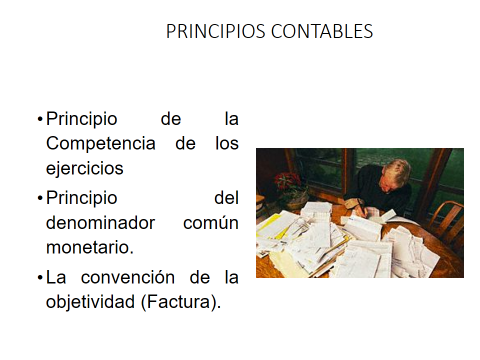 PRINCIPIOS CONTABLES
•Principio de la
Competencia de los
ejercicios
•Principio del
denominador común
monetario.
•La convención de la
objetividad (Factura).